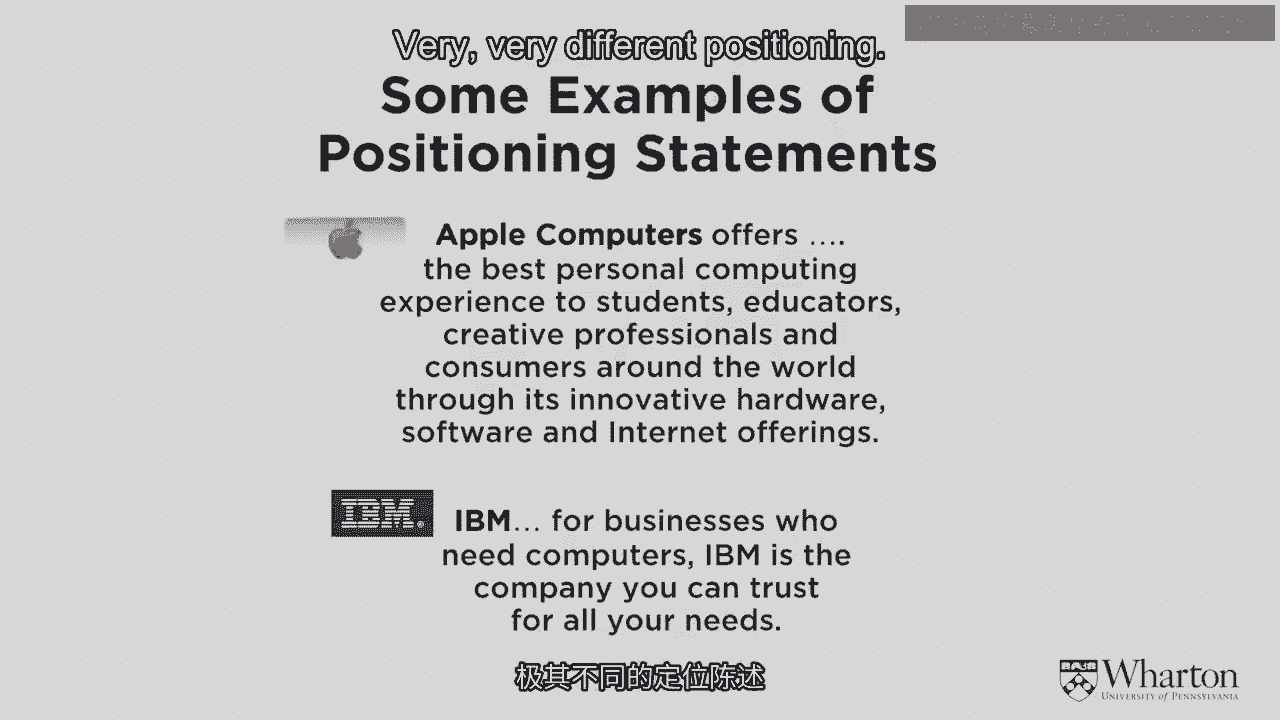 Very, very different positioning.
Some Examples of
Positioning Statements
Apple Computers offers ....
the best personal computing
experience to students, educators,
creative professionals and
consumers around the world
through its innovative hardware,
software and Internet offerings.
IBM®
IBM... for businesses who
need computers, IBM is the
company you can trust
for all your needs.
极其不同的定位陈述
Wharton
UNIVERSITY of PENNSYLVANIA